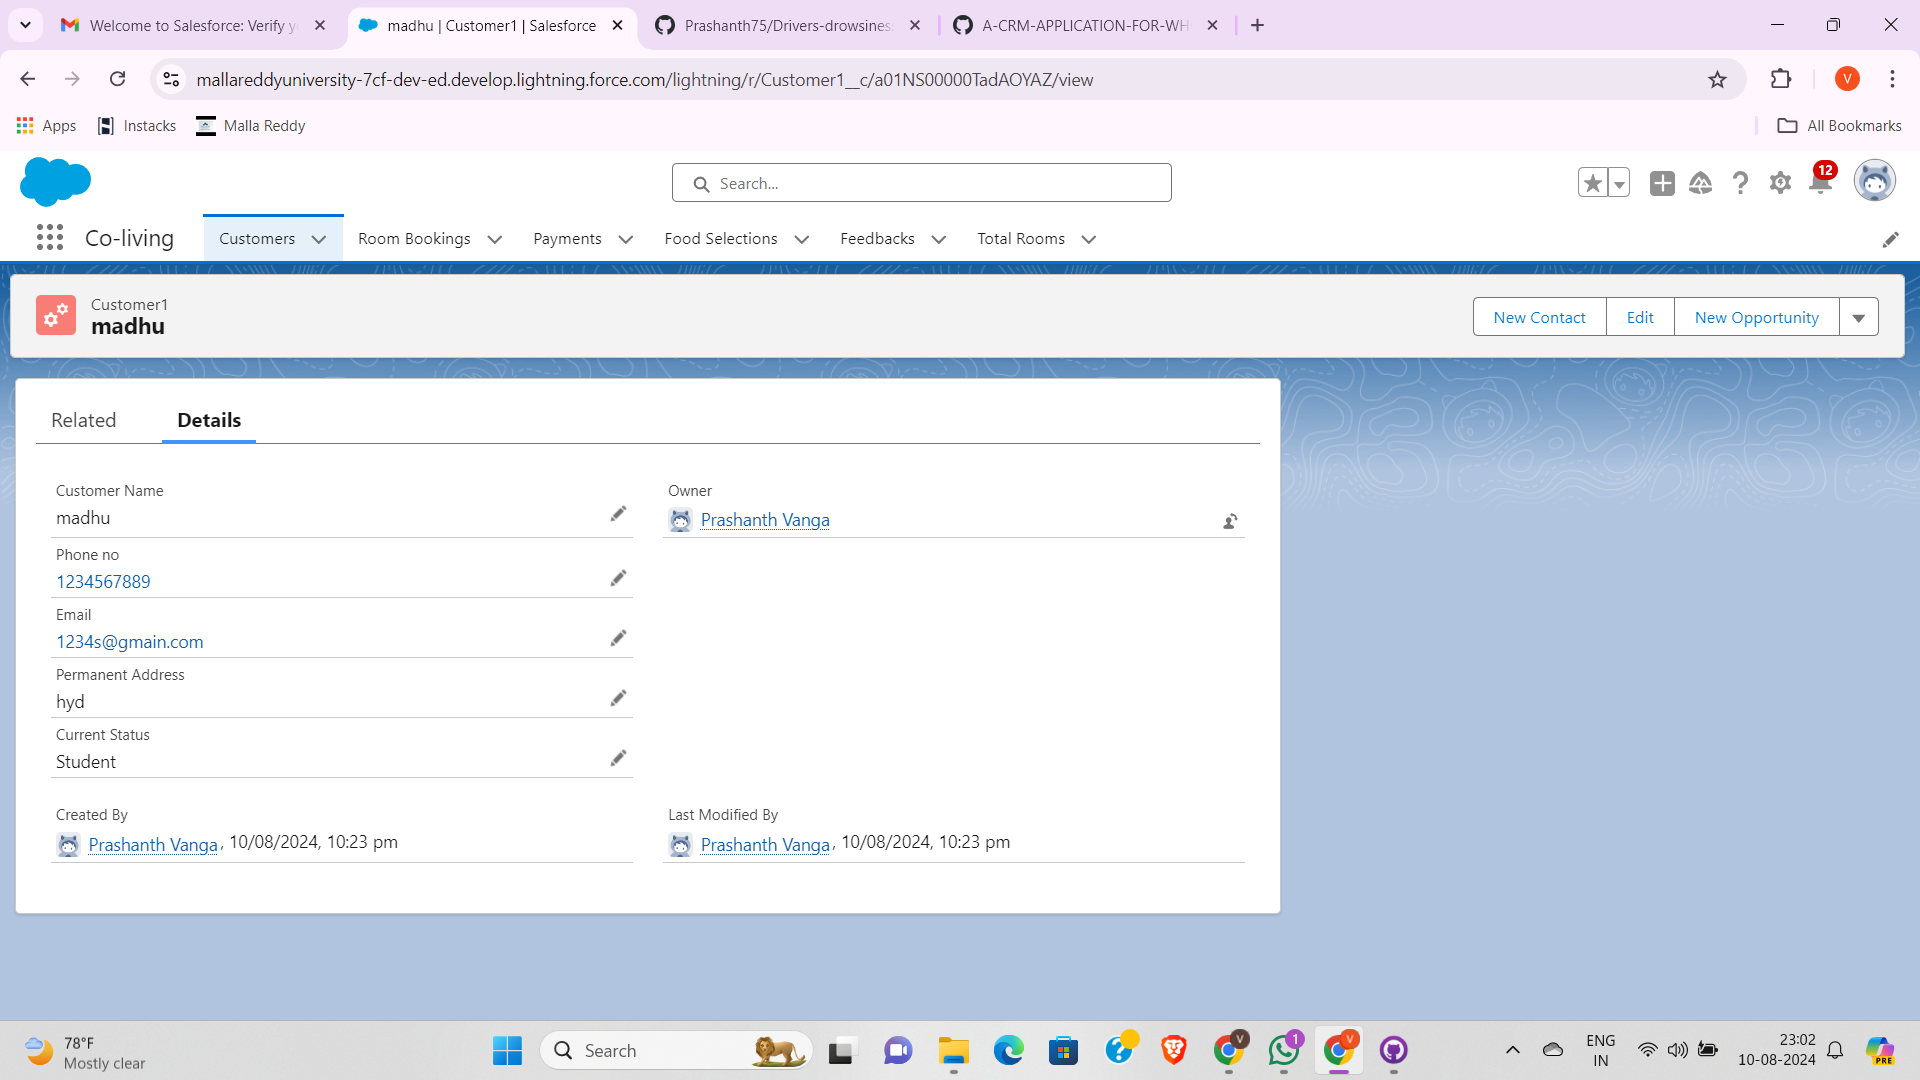 Welcome to Salesforce: Verify y
madhu | Customer1 | Salesforce
Prashanth75/Drivers-drowsines
A-CRM-APPLICATION-FOR-WH
mallareddyuniversity-7cf-dev-ed.develop.lightning.force.com/lightning/r/Customer1__c/a01NS00000TadAOYAZ/view
V
Apps
Instacks
Malla Reddy
All Bookmarks
Search...
12
Co-living
Customers
Room Bookings
Payments
Food Selections
Feedbacks
Total Rooms
Customer1
madhu
New Contact
Edit
New Opportunity
Related
Details
Customer Name
madhu
Owner
Prashanth Vanga
Phone no
1234567889
Email
1234s@gmain.com
Permanent Address
hyd
Current Status
Student
Created By
Prashanth Vanga, 10/08/2024, 10:23 pm
Last Modified By
Prashanth Vanga, 10/08/2024, 10:23 pm
78°F
Mostly clear
Search
V
1
V
ENG
IN
23:02
10-08-2024
PRE